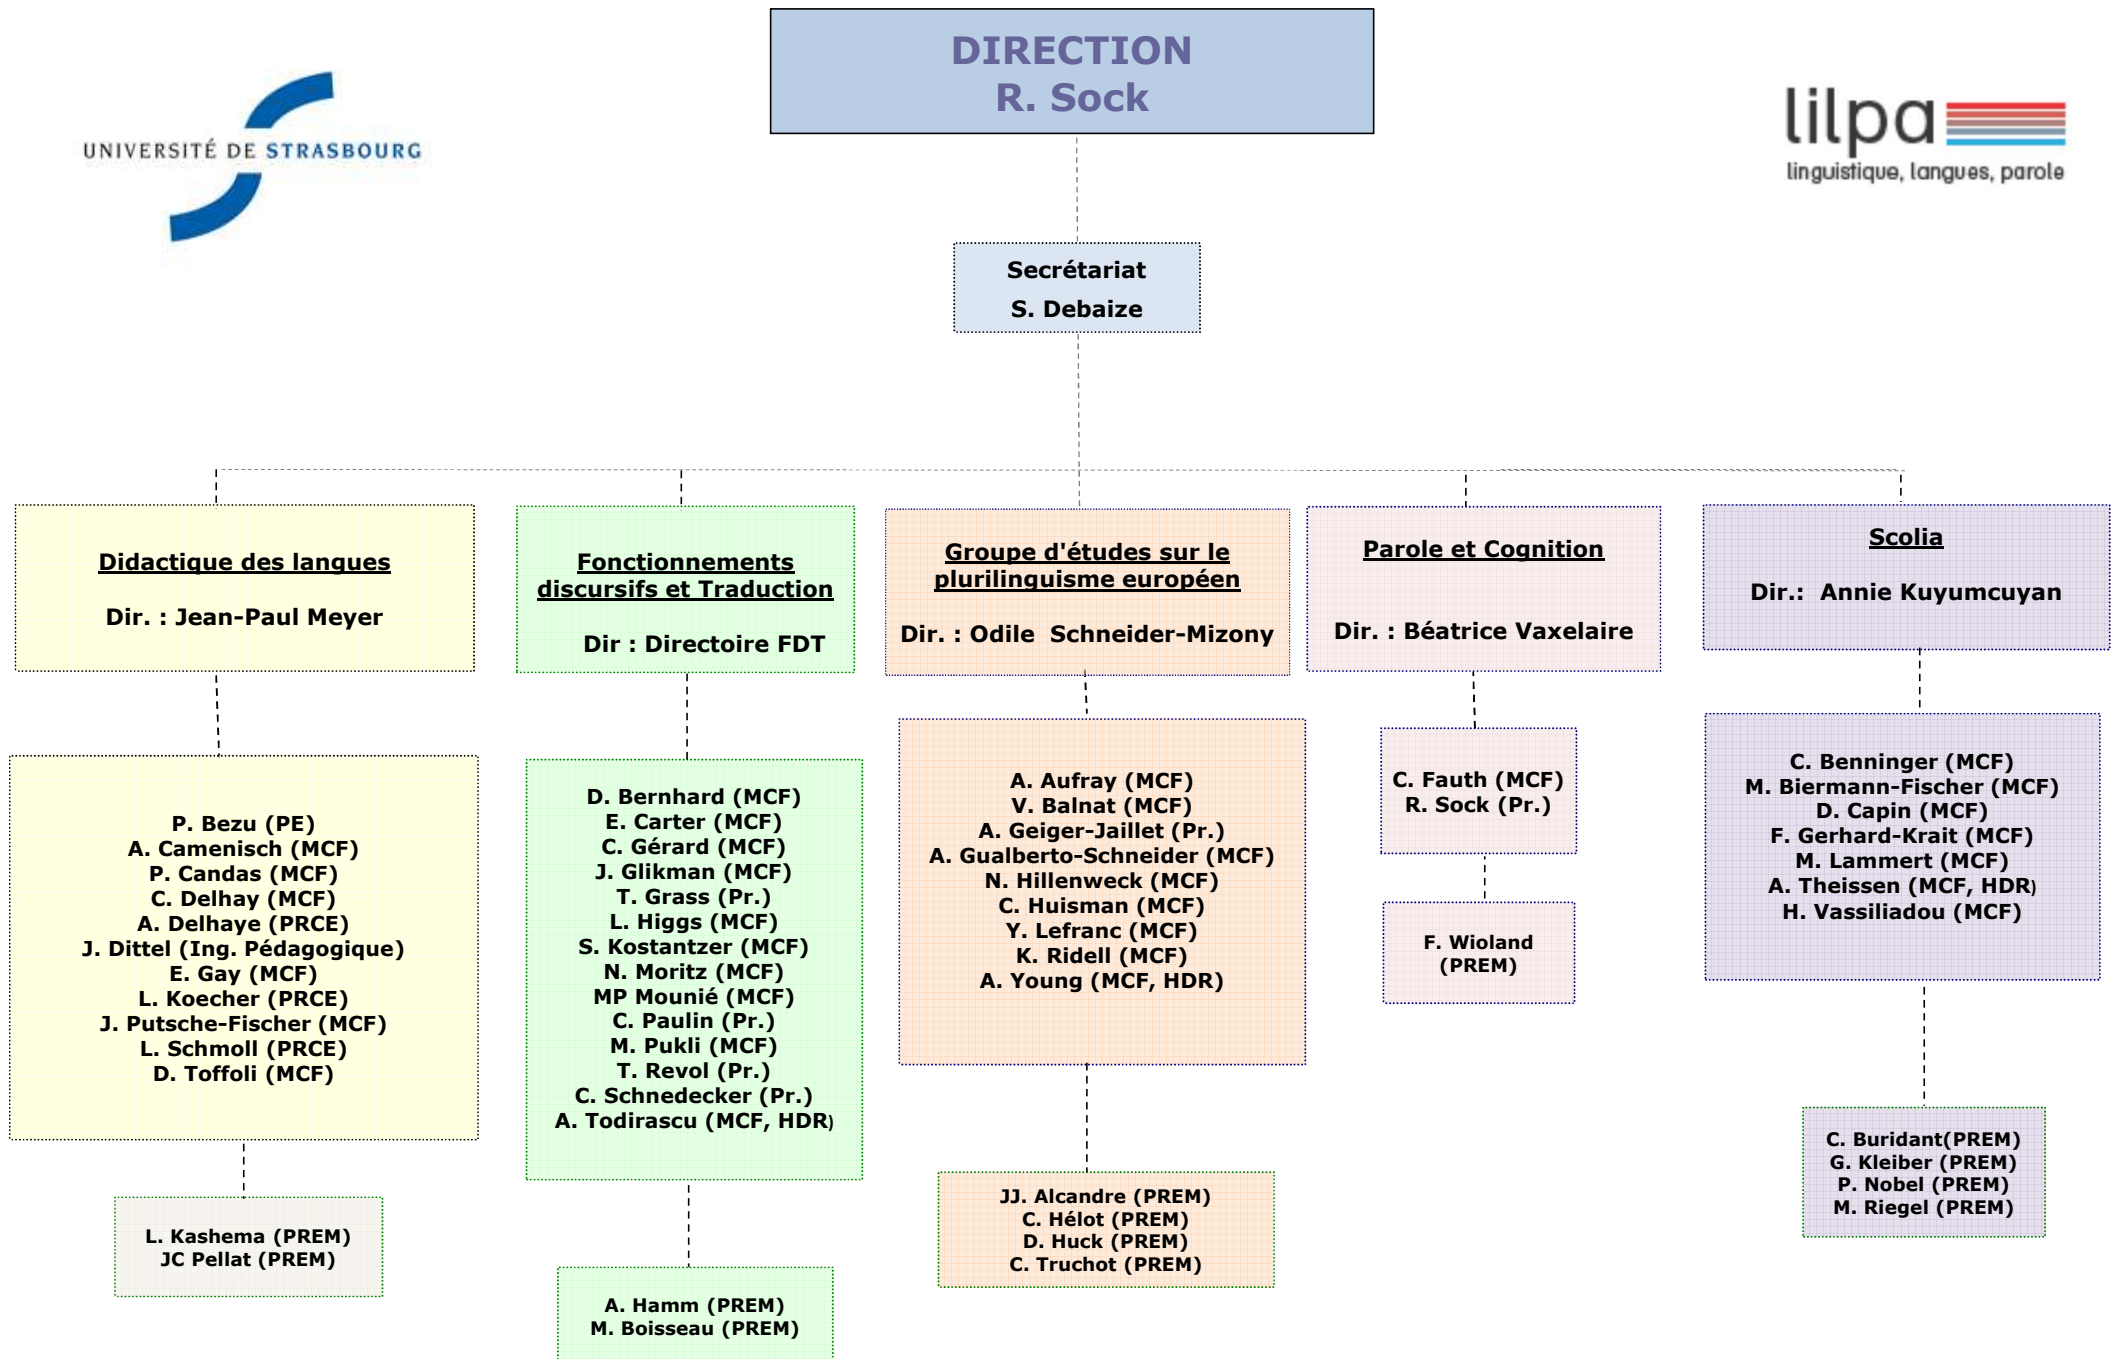 DIRECTION
R. Sock
UNIVERSITÉ DE STRASBOURG
lilpa
linguistique, langues, parole
Secrétariat
S. Debaize
Didactique des langues
Dir. : Jean-Paul Meyer
Fonctionnements
discursifs et Traduction
Dir : Directoire FDT
Groupe d'études sur le
plurilinguisme européen
Dir. : Odile Schneider-Mizony
Parole et Cognition
Dir. : Béatrice Vaxelaire
Scolia
Dir.: Annie Kuyumcuyan
P. Bezu (PE)
A. Camenisch (MCF)
P. Candas (MCF)
C. Delhay (MCF)
A. Delhaye (PRCE)
J. Dittel (Ing. Pédagogique)
E. Gay (MCF)
L. Koecher (PRCE)
J. Putsche-Fischer (MCF)
L. Schmoll (PRCE)
D. Toffoli (MCF)
L. Kashema (PREM)
JC Pellat (PREM)
D. Bernhard (MCF)
E. Carter (MCF)
C. Gérard (MCF)
J. Glikman (MCF)
T. Grass (Pr.)
L. Higgs (MCF)
S. Kostantzer (MCF)
N. Moritz (MCF)
MP Mounié (MCF)
C. Paulin (Pr.)
M. Pukli (MCF)
T. Revol (Pr.)
C. Schnedecker (Pr.)
A. Todirascu (MCF, HDR)
A. Hamm (PREM)
M. Boisseau (PREM)
A. Aufray (MCF)
V. Balnat (MCF)
A. Geiger-Jaillet (Pr.)
A. Gualberto-Schneider (MCF)
N. Hillenweck (MCF)
C. Huisman (MCF)
Y. Lefranc (MCF)
K. Ridell (MCF)
A. Young (MCF, HDR)
JJ. Alcandre (PREM)
C. Hélot (PREM)
D. Huck (PREM)
C. Truchot (PREM)
C. Fauth (MCF)
R. Sock (Pr.)
F. Wioland
(PREM)
C. Benninger (MCF)
M. Biermann-Fischer (MCF)
D. Capin (MCF)
F. Gerhard-Krait (MCF)
M. Lammert (MCF)
A. Theissen (MCF, HDR)
H. Vassiliadou (MCF)
C. Buridant(PREM)
G. Kleiber (PREM)
P. Nobel (PREM)
M. Riegel (PREM)